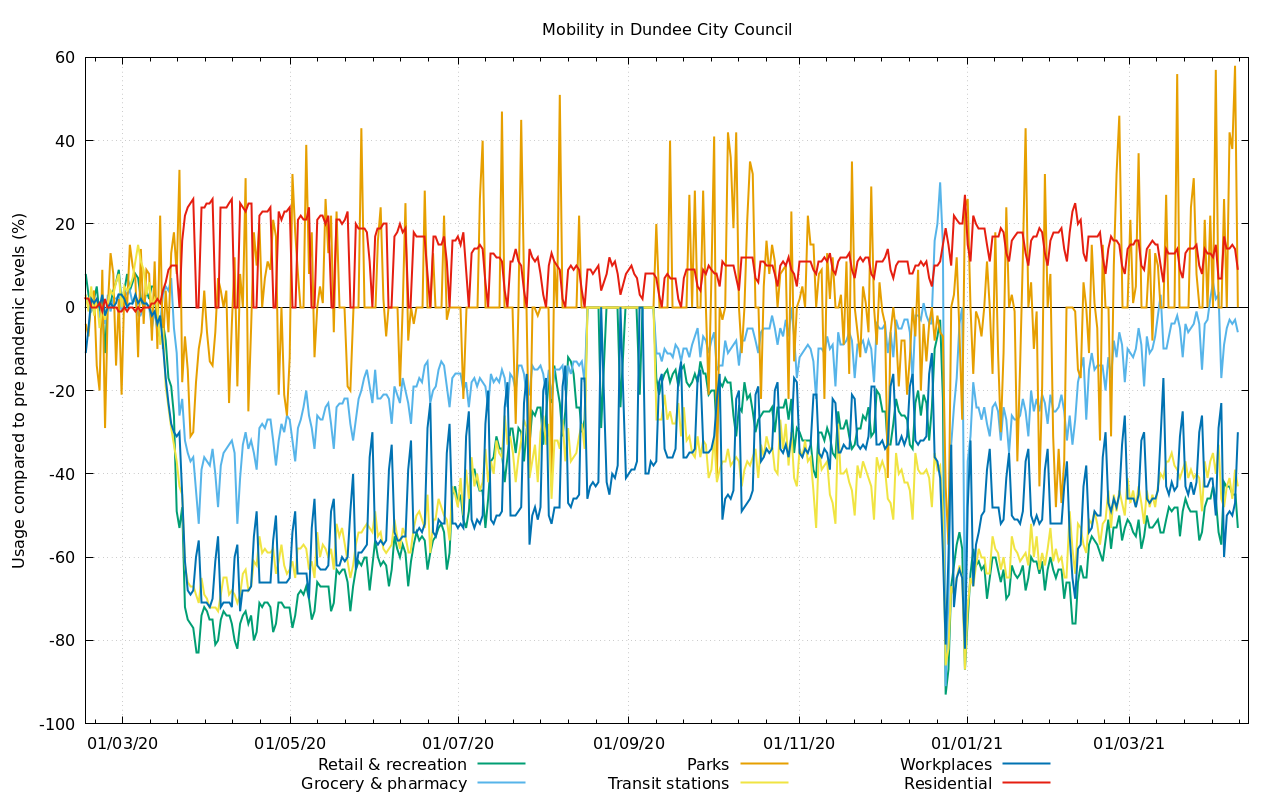 Mobility in Dundee City Council
Usage compared to pre pandemic levels (%)
60
40
20
0
-20
-40
-60
-80
-100
01/03/20 01/05/20 01/07/20 01/09/20 01/11/20 01/01/21 01/03/21
Retail & recreation Parks Workplaces
Grocery & pharmacy Transit stations Residential